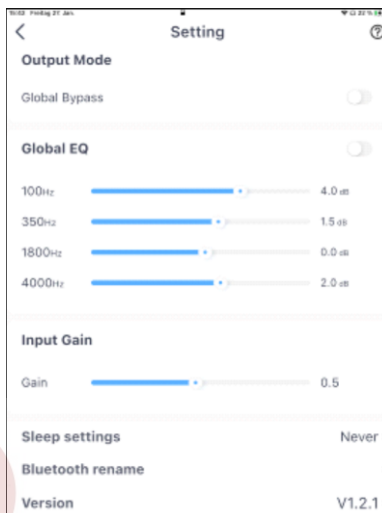 Setting
Output Mode
Global Bypass
Global EQ
100Hz 4.0 dB
350Hz 1.5 dB
1800Hz 0.0 dB
4000Hz 2.0 dB
Input Gain
Gain 0.5
Sleep settings Never
Bluetooth rename
Version V1.2.1